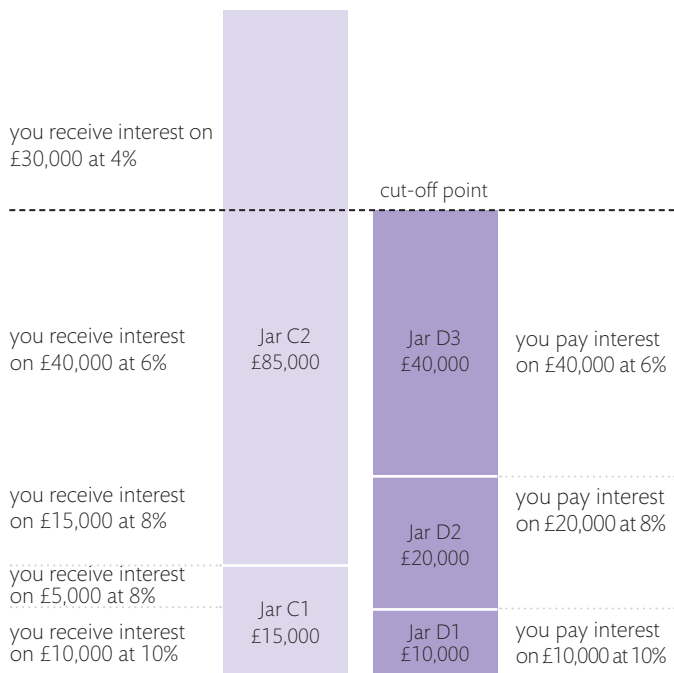 you receive interest on
£30,000 at 4%
cut-off point
you receive interest
on £40,000 at 6%
Jar C2
£85,000
Jar D3
£40,000
you pay interest
on £40,000 at 6%
you receive interest
on £15,000 at 8%
Jar D2
£20,000
you pay interest
on £20,000 at 8%
you receive interest
on £5,000 at 8%
Jar C1
£15,000
you receive interest
on £10,000 at 10%
Jar D1
£10,000
you pay interest
on £10,000 at 10%